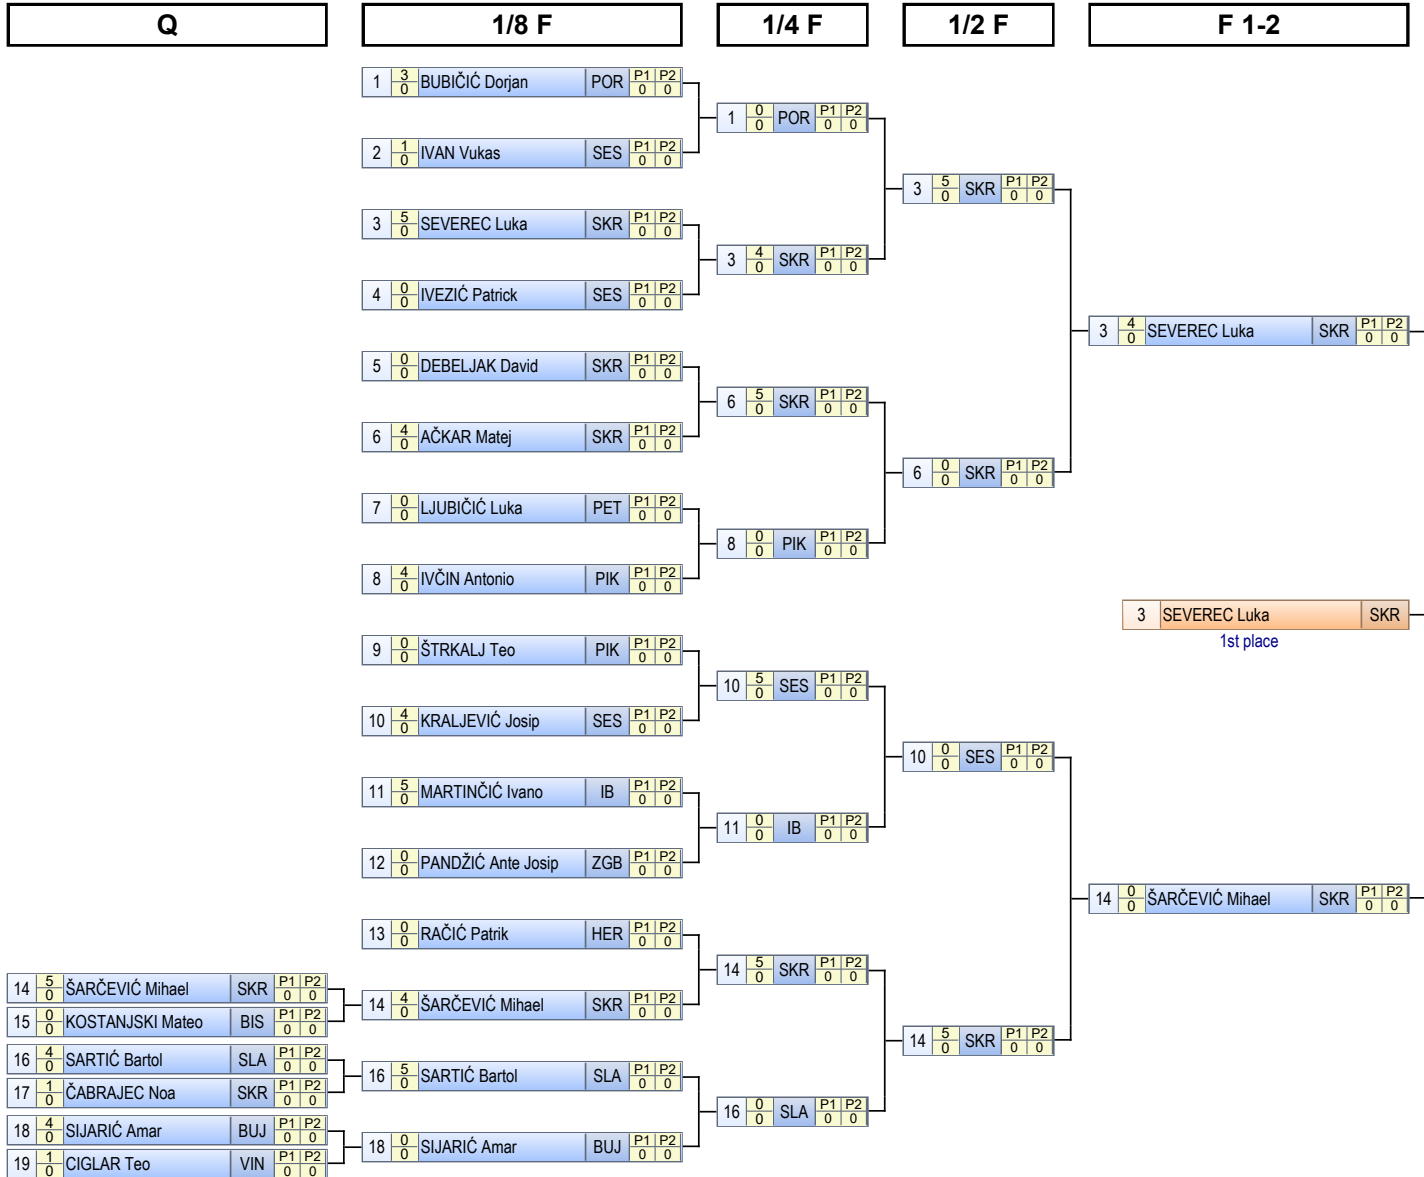 Q 1/8 F 1/4 F 1/2 F F 1-2
1 3 0 BUBIČIĆ Dorjan POR P1 P2 0 0
1 0 0 POR P1 P2 0 0
2 1 0 IVAN Vukas SES P1 P2 0 0
3 5 0 SKR P1 P2 0 0
3 5 0 SEVEREC Luka SKR P1 P2 0 0
3 4 0 SKR P1 P2 0 0
4 0 0 IVEZIĆ Patrick SES P1 P2 0 0
3 4 0 SEVEREC Luka SKR P1 P2 0 0
5 0 0 DEBELJAK David SKR P1 P2 0 0
6 5 0 SKR P1 P2 0 0
6 4 0 AČKAR Matej SKR P1 P2 0 0
6 0 0 SKR P1 P2 0 0
7 0 0 LJUBIČIĆ Luka PET P1 P2 0 0
8 0 0 PIK P1 P2 0 0
8 4 0 IVČIN Antonio PIK P1 P2 0 0
3 SEVEREC Luka SKR
1st place
9 0 0 ŠTRKALJ Teo PIK P1 P2 0 0
10 5 0 SES P1 P2 0 0
10 4 0 KRALJEVIĆ Josip SES P1 P2 0 0
10 0 0 SES P1 P2 0 0
11 5 0 MARTINČIĆ Ivano IB P1 P2 0 0
11 0 0 IB P1 P2 0 0
12 0 0 PANDŽIĆ Ante Josip ZGB P1 P2 0 0
14 0 0 ŠARČEVIĆ Mihael SKR P1 P2 0 0
13 0 0 RAČIĆ Patrik HER P1 P2 0 0
14 5 0 SKR P1 P2 0 0
14 5 0 ŠARČEVIĆ Mihael SKR P1 P2 0 0
14 4 0 ŠARČEVIĆ Mihael SKR P1 P2 0 0
15 0 0 KOSTANJSKI Mateo BIS P1 P2 0 0
14 5 0 SKR P1 P2 0 0
16 4 0 SARTIĆ Bartol SLA P1 P2 0 0
16 5 0 SARTIĆ Bartol SLA P1 P2 0 0
17 1 0 ČABRAJEC Noa SKR P1 P2 0 0
16 0 0 SLA P1 P2 0 0
18 4 0 SIJARIĆ Amar BUJ P1 P2 0 0
18 0 0 SIJARIĆ Amar BUJ P1 P2 0 0
19 1 0 CIGLAR Teo VIN P1 P2 0 0